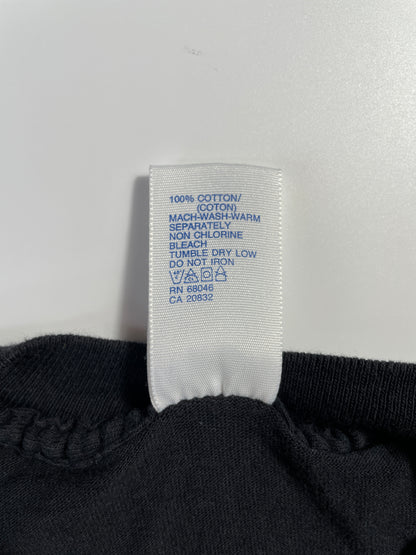 100% COTTON/
(COTON)
MACH-WASH-WARM
SEPARATELY
NON CHLORINE
BLEACH
TUMBLE DRY LOW
DO NOT IRON
RN 68046
CA 20832